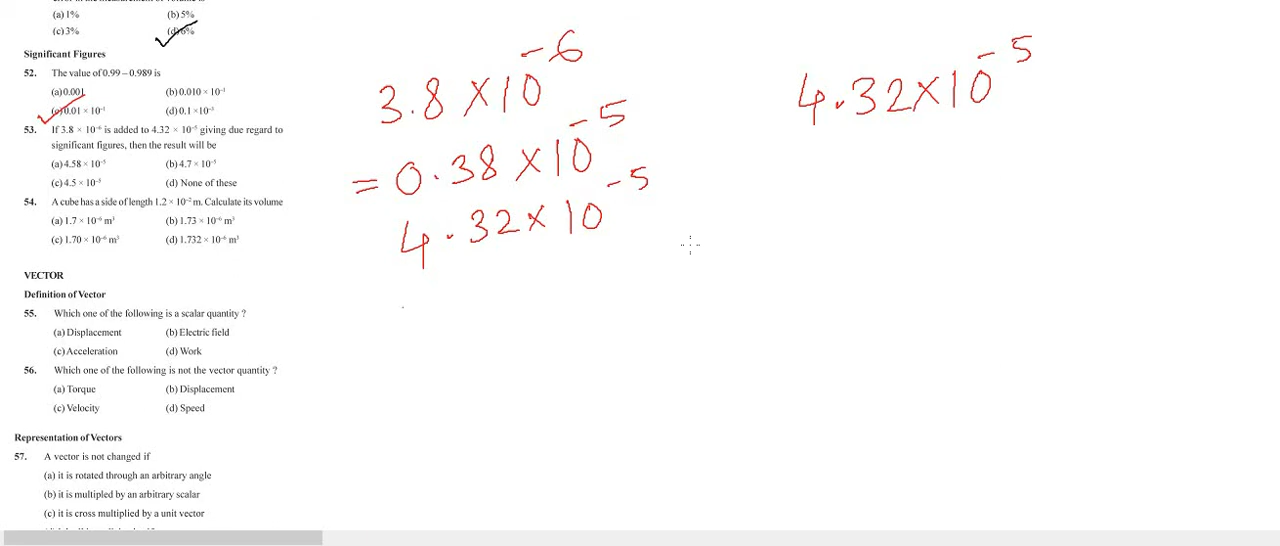 (a) 1% (b) 5%
(c) 3% (d) 6%
Significant Figures
52. The value of 0.99 – 0.989 is
(a) 0.001 (b) 0.010 × 10⁻¹
(c) 0.01 × 10⁻¹ (d) 0.1 × 10⁻³
53. If 3.8 × 10⁻⁶ is added to 4.32 × 10⁻⁵ giving due regard to
significant figures, then the result will be
(a) 4.58 × 10⁻⁵ (b) 4.7 × 10⁻⁵
(c) 4.5 × 10⁻⁵ (d) None of these
54. A cube has a side of length 1.2 × 10⁻² m. Calculate its volume
(a) 1.7 × 10⁻⁶ m³ (b) 1.73 × 10⁻⁶ m³
(c) 1.70 × 10⁻⁶ m³ (d) 1.732 × 10⁻⁶ m³
VECTOR
Definition of Vector
55. Which one of the following is a scalar quantity ?
(a) Displacement (b) Electric field
(c) Acceleration (d) Work
56. Which one of the following is not the vector quantity ?
(a) Torque (b) Displacement
(c) Velocity (d) Speed
Representation of Vectors
57. A vector is not changed if
(a) it is rotated through an arbitrary angle
(b) it is multipled by an arbitrary scalar
(c) it is cross multiplied by a unit vector
3.8 × 10⁻⁶
= 0.38 × 10⁻⁵
4.32 × 10⁻⁵
4.32 × 10⁻⁵